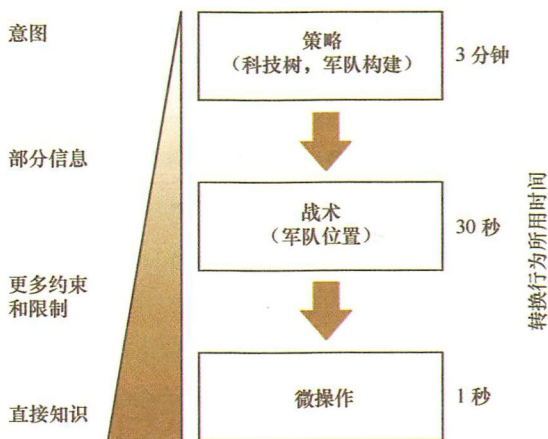 意图
策略
(科技树,军队构建)
3 分钟
部分信息
战术
(军队位置)
30 秒
更多约束
和限制
微操作
1 秒
直接知识
转换行为所用时间